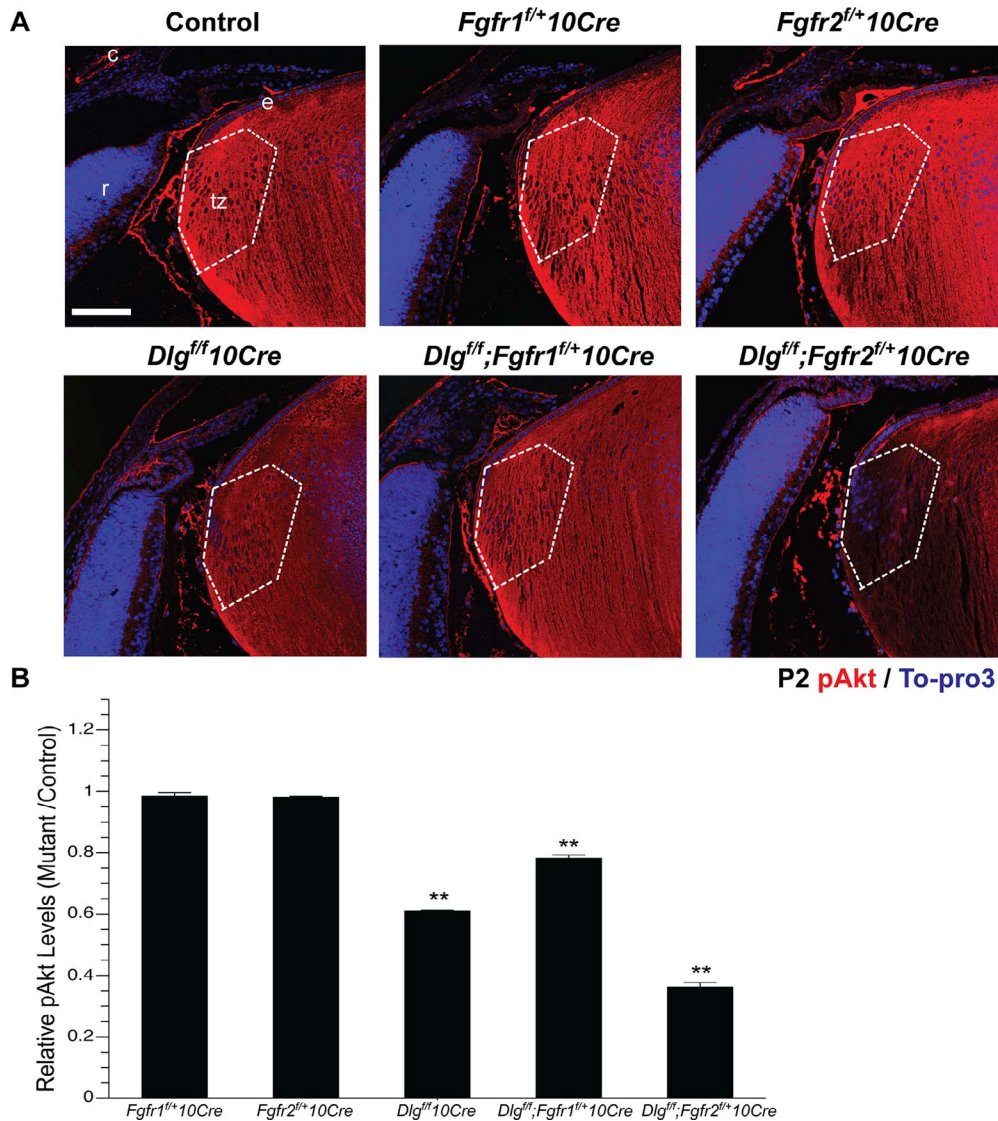 A
Control Fgfr1f/+10Cre Fgfr2f/+10Cre
c
e
r
tz
Dlgf/f10Cre Dlgf/f;Fgfr1f/+10Cre Dlgf/f;Fgfr2f/+10Cre
P2 pAkt / To-pro3
B
Relative pAkt Levels (Mutant /Control)
1.2
1
0.8
0.6
0.4
0.2
0
**
**
**
Fgfr1f/+10Cre Fgfr2f/+10Cre Dlgf/f10Cre Dlgf/f;Fgfr1f/+10Cre Dlgf/f;Fgfr2f/+10Cre